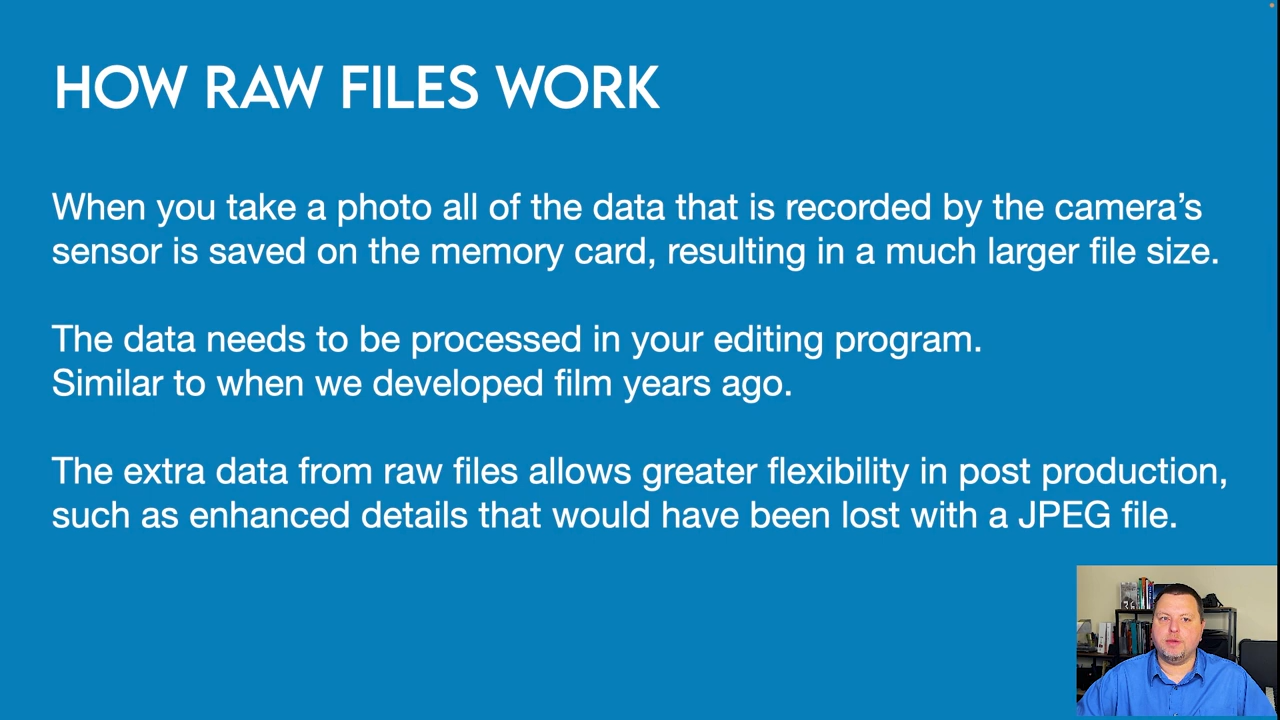 HOW RAW FILES WORK
When you take a photo all of the data that is recorded by the camera’s
sensor is saved on the memory card, resulting in a much larger file size.
The data needs to be processed in your editing program.
Similar to when we developed film years ago.
The extra data from raw files allows greater flexibility in post production,
such as enhanced details that would have been lost with a JPEG file.